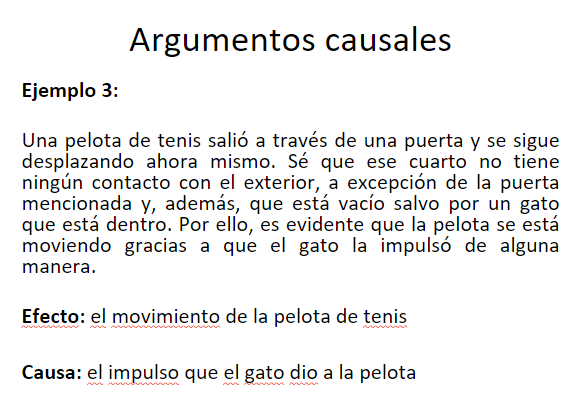 Argumentos causales
Ejemplo 3:
Una pelota de tenis salió a través de una puerta y se sigue
desplazando ahora mismo. Sé que ese cuarto no tiene
ningún contacto con el exterior, a excepción de la puerta
mencionada y, además, que está vacío salvo por un gato
que está dentro. Por ello, es evidente que la pelota se está
moviendo gracias a que el gato la impulsó de alguna
manera.
Efecto: el movimiento de la pelota de tenis
Causa: el impulso que el gato dio a la pelota